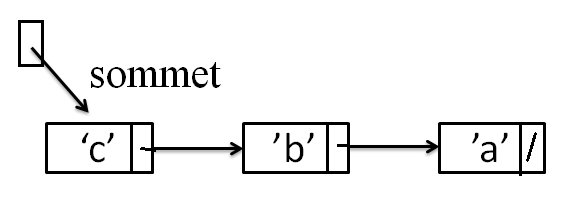 sommet
‘c’ ’b’ ’a’ /